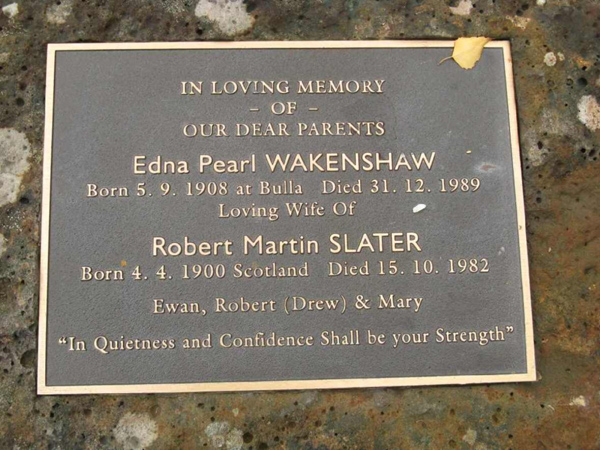 IN LOVING MEMORY
– OF –
OUR DEAR PARENTS
Edna Pearl WAKENSHAW
Born 5. 9. 1908 at Bulla Died 31. 12. 1989
Loving Wife Of
Robert Martin SLATER
Born 4. 4. 1900 Scotland Died 15. 10. 1982
Ewan, Robert (Drew) & Mary
“In Quietness and Confidence Shall be your Strength”